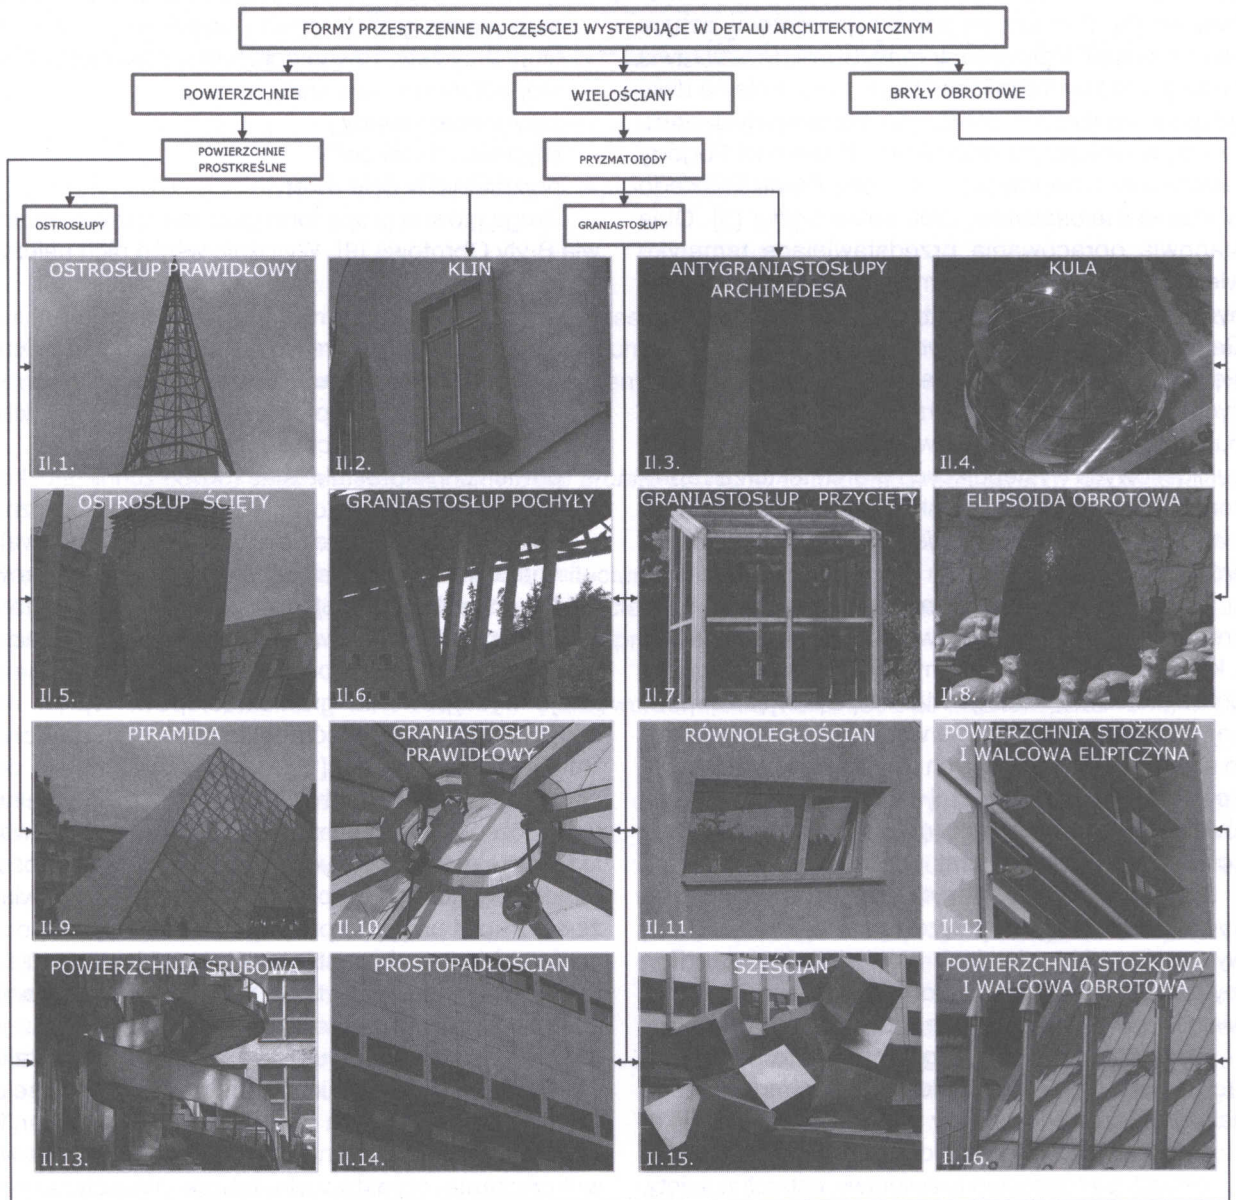 FORMY PRZESTRZENNE NAJCZĘŚCIEJ WYSTEPUJĄCE W DETALU ARCHITEKTONICZNYM
POWIERZCHNIE
WIELOŚCIANY
BRYŁY OBROTOWE
POWIERZCHNIE
PROSTKREŚLNE
PRYZMATOIODY
OSTROSŁUPY
GRANIASTOSŁUPY
OSTROSŁUP PRAWIDŁOWY
Il.1.
KLIN
Il.2.
ANTYGRANIASTOSŁUPY
ARCHIMEDESA
Il.3.
KULA
Il.4.
OSTROSŁUP ŚCIĘTY
Il.5.
GRANIASTOSŁUP POCHYŁY
Il.6.
GRANIASTOSŁUP PRZYCIĘTY
Il.7.
ELIPSOIDA OBROTOWA
Il.8.
PIRAMIDA
Il.9.
GRANIASTOSŁUP
PRAWIDŁOWY
Il.10.
RÓWNOLEGŁOŚCIAN
Il.11.
POWIERZCHNIA STOŻKOWA
I WALCOWA ELIPTCZYNA
Il.12.
POWIERZCHNIA ŚRUBOWA
Il.13.
PROSTOPADŁOŚCIAN
Il.14.
SZEŚCIAN
Il.15.
POWIERZCHNIA STOŻKOWA
I WALCOWA OBROTOWA
Il.16.